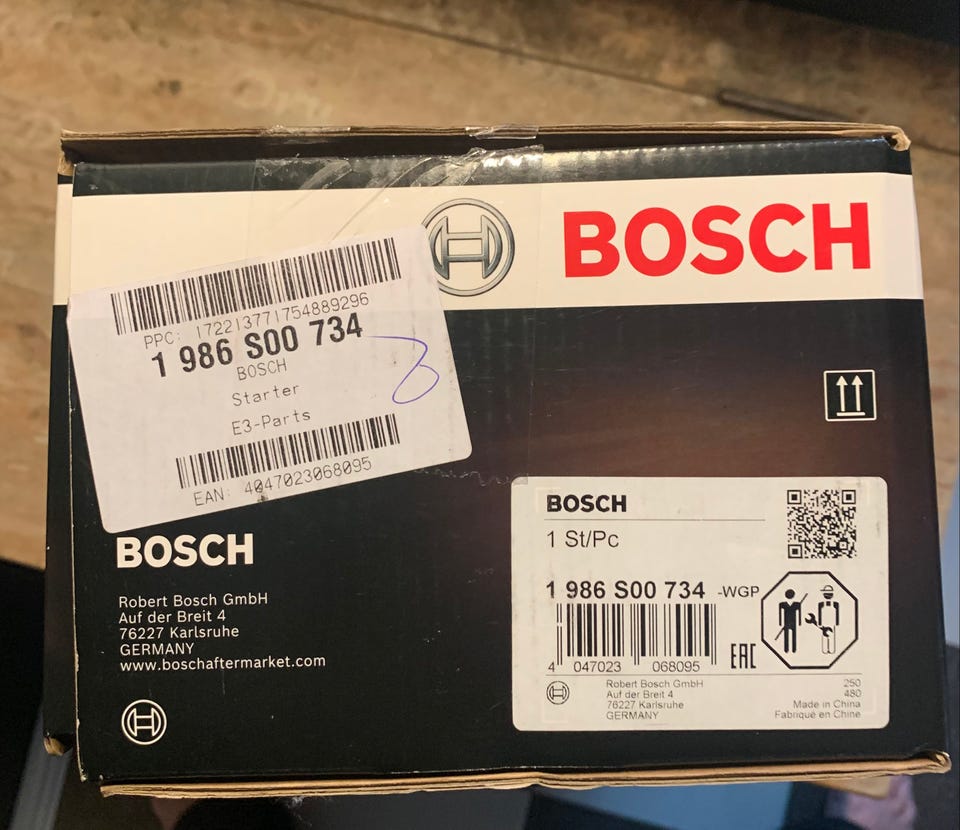 BOSCH
PPC: 172213771754889296
1 986 S00 734
BOSCH
Starter
E3-Parts
EAN: 4047023068095
BOSCH
Robert Bosch GmbH
Auf der Breit 4
76227 Karlsruhe
GERMANY
www.boschaftermarket.com
BOSCH
1 St/Pc
1 986 S00 734 -WGP
4 047023 068095
EAC
Robert Bosch GmbH
Auf der Breit 4
76227 Karlsruhe
GERMANY
250
480
Made in China
Fabriqué en Chine